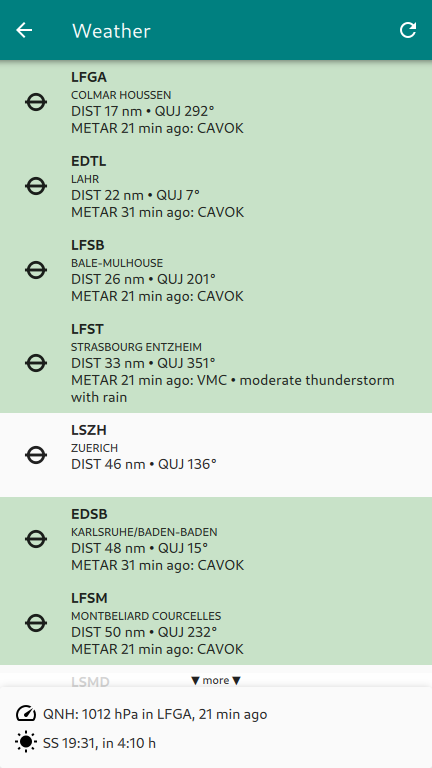 Weather
LFGA
COLMAR HOUSSEN
DIST 17 nm • QUJ 292°
METAR 21 min ago: CAVOK
EDTL
LAHR
DIST 22 nm • QUJ 7°
METAR 31 min ago: CAVOK
LFSB
BALE-MULHOUSE
DIST 26 nm • QUJ 201°
METAR 21 min ago: CAVOK
LFST
STRASBOURG ENTZHEIM
DIST 33 nm • QUJ 351°
METAR 21 min ago: VMC • moderate thunderstorm
with rain
LSZH
ZUERICH
DIST 46 nm • QUJ 136°
EDSB
KARLSRUHE/BADEN-BADEN
DIST 48 nm • QUJ 15°
METAR 31 min ago: CAVOK
LFSM
MONTBELIARD COURCELLES
DIST 50 nm • QUJ 232°
METAR 21 min ago: CAVOK
LSMD
▼ more ▼
QNH: 1012 hPa in LFGA, 21 min ago
SS 19:31, in 4:10 h